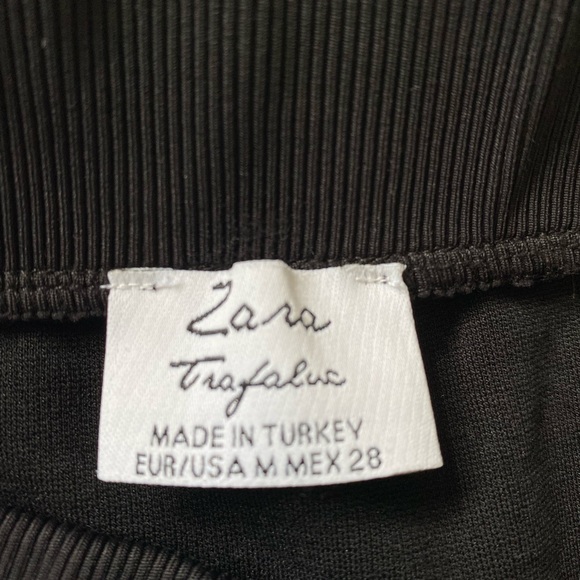 Zara
Trafaluc
MADE IN TURKEY
EUR/USA M MEX 28